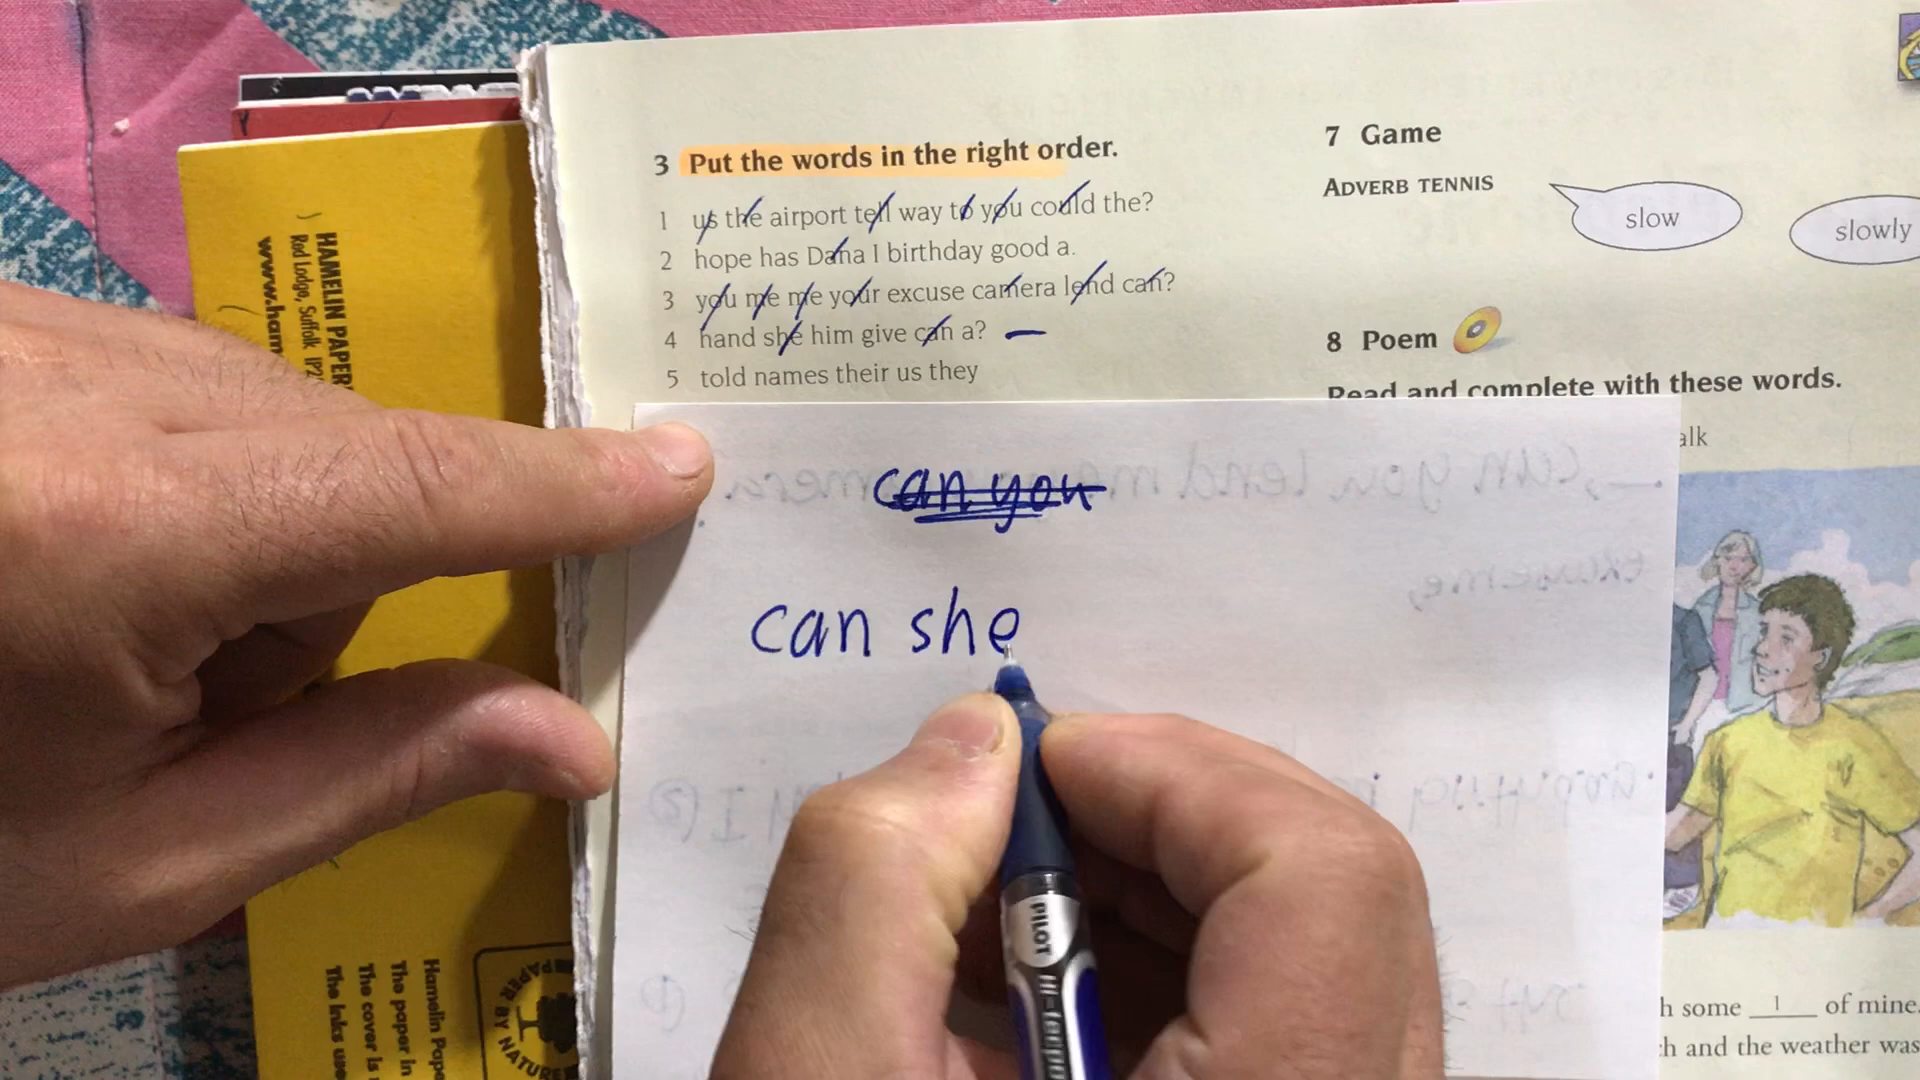 3 Put the words in the right order.
1 us the airport tell way to you could the?
2 hope has Dana I birthday good a.
3 you me me your excuse camera lend can?
4 hand she him give can a? —
5 told names their us they
can you
can she
7 Game
ADVERB TENNIS
slow
slowly
8 Poem
Read and complete with these words.
alk
h some 1 of mine.
ch and the weather was
HAMELIN PAPER
Red Lodge, Suffolk IP2
www.ham
Hamelin Pape
The paper in
The cover is
The inks we
PAPER BY NATURE
PILOT